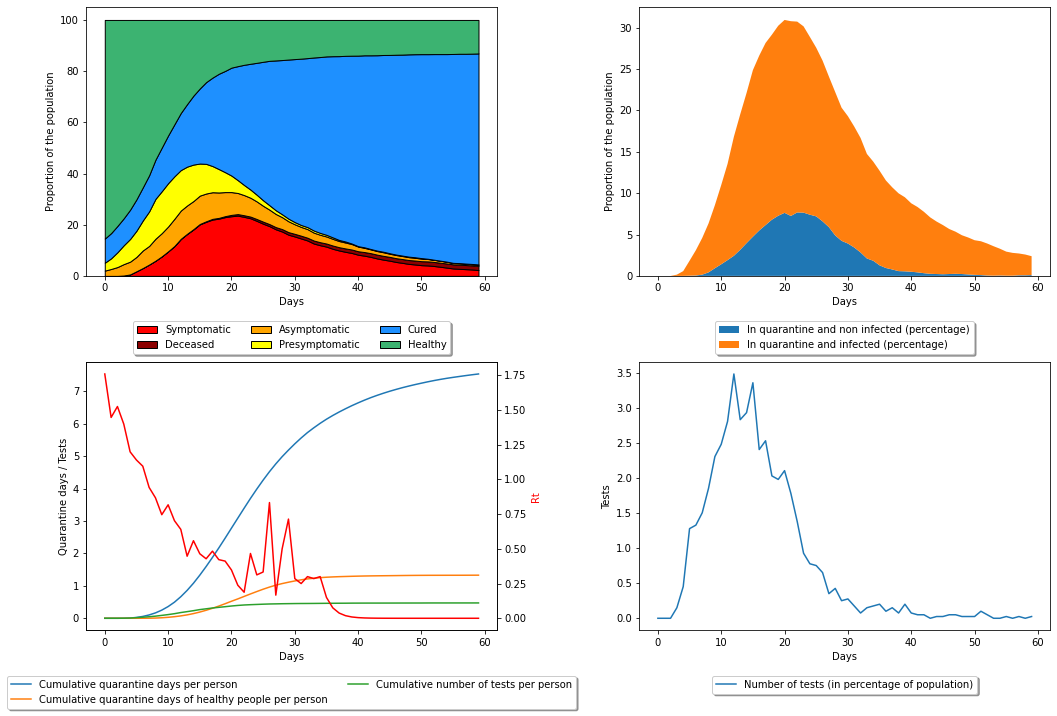 100
80
60
40
20
0
Proportion of the population
0 10 20 30 40 50 60
Days
Symptomatic Asymptomatic Cured
Deceased Presymptomatic Healthy
30
25
20
15
10
5
0
Proportion of the population
0 10 20 30 40 50 60
Days
In quarantine and non infected (percentage)
In quarantine and infected (percentage)
7
6
5
4
3
2
1
0
Quarantine days / Tests
1.75
1.50
1.25
1.00
0.75
0.50
0.25
0.00
Rt
0 10 20 30 40 50 60
Days
Cumulative quarantine days per person Cumulative number of tests per person
Cumulative quarantine days of healthy people per person
3.5
3.0
2.5
2.0
1.5
1.0
0.5
0.0
Tests
0 10 20 30 40 50 60
Days
Number of tests (in percentage of population)